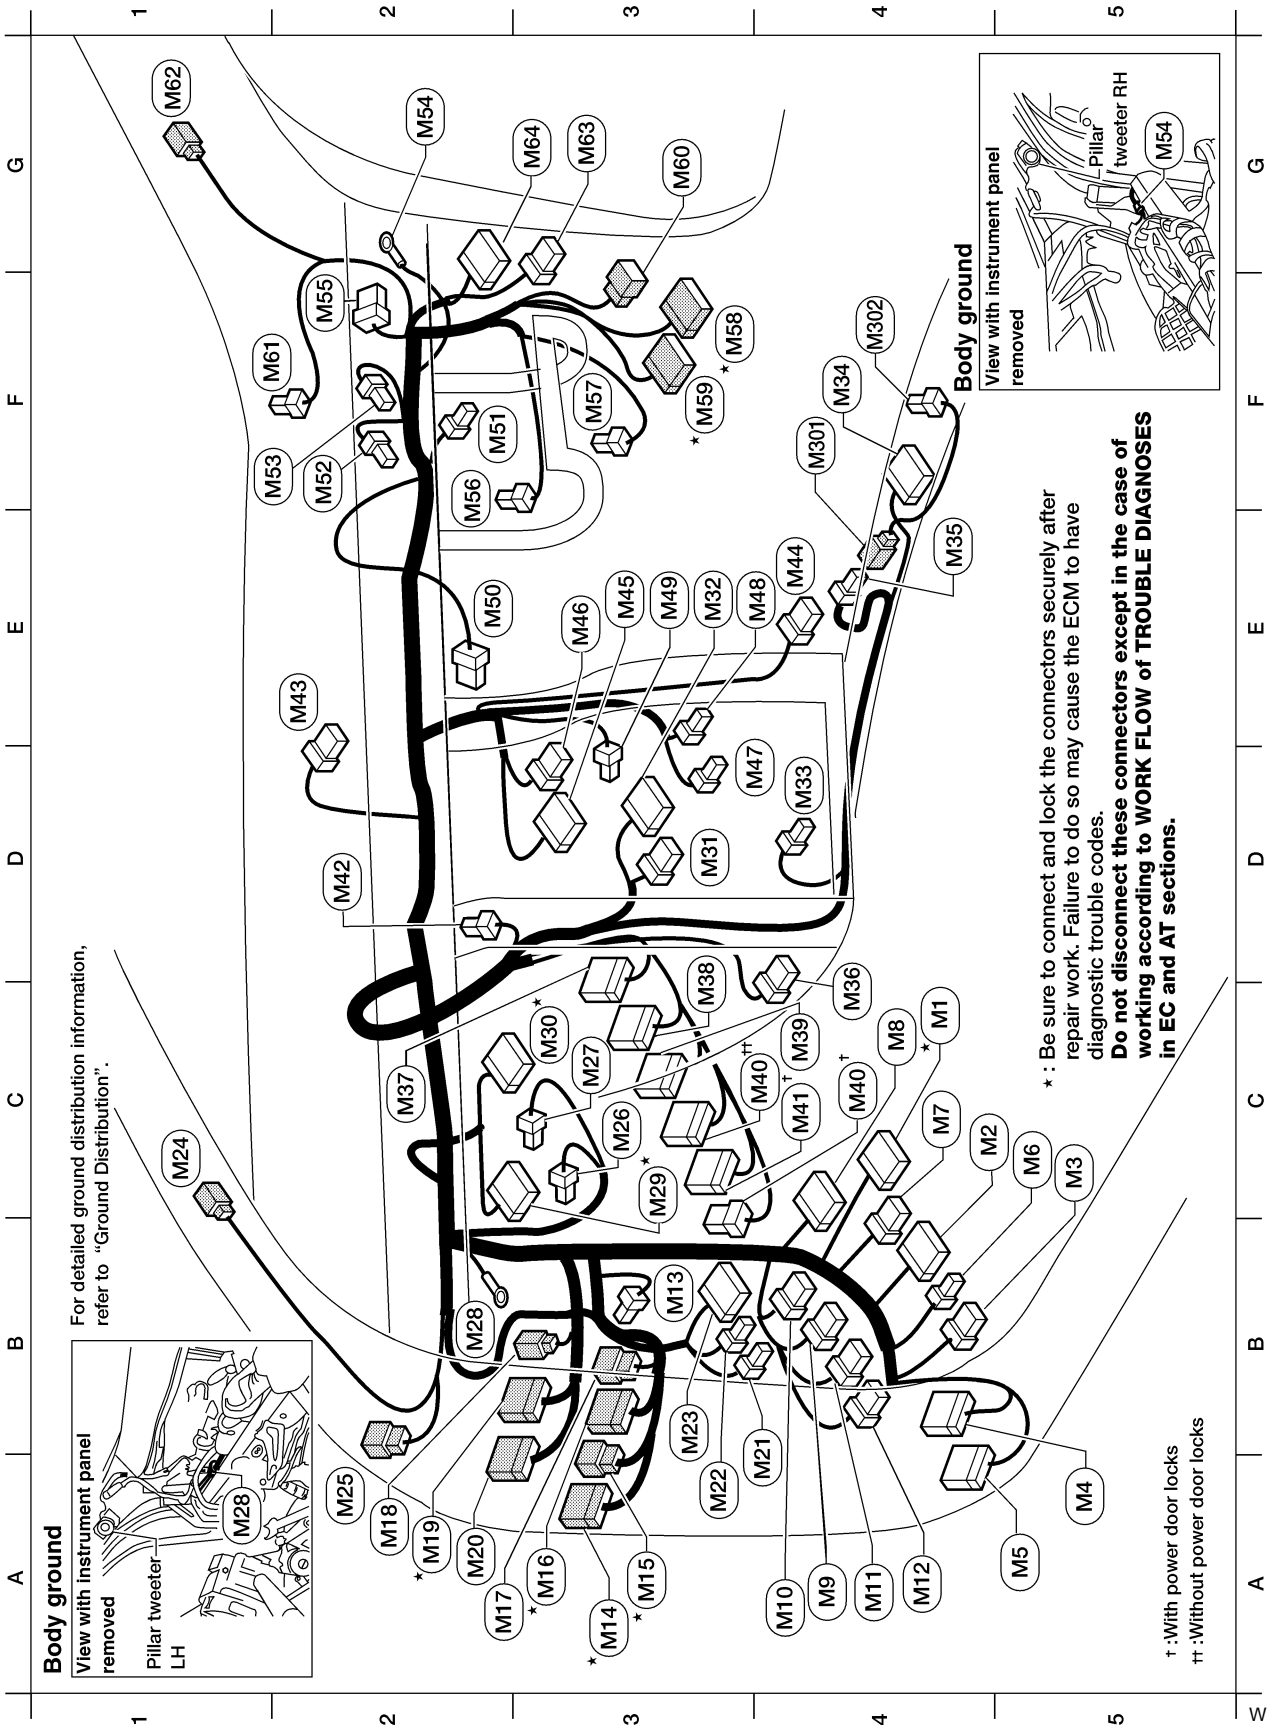 1
2
3
4
5
G
F
E
D
C
B
A
G
F
E
D
C
B
A
Body ground
View with instrument panel
removed
Pillar tweeter
LH
M28
For detailed ground distribution information,
refer to "Ground Distribution".
M24
M43
M61
M62
M25
M37
M42
M52
M53
M55
M54
M18
★M19
M20
M28
M30★
M50
M56
M51
M64
M63
M17
★M16
★M14
★M15
M13
M29★
M26
M27
M46
M45
M49
M32
M48
M44
M57
M59★
M58★
M60
M23
M22
M21
M38
M39
M40††
M41†
M40†
M36
M31
M47
M33
M301
M34
M302
M35
M10
M9
M11
M12
M8
M1★
M7
M2
M6
M3
M5
M4
Body ground
View with instrument panel
removed
Pillar
tweeter RH
M54
★ : Be sure to connect and lock the connectors securely after
repair work. Failure to do so may cause the ECM to have
diagnostic trouble codes.
Do not disconnect these connectors except in the case of
working according to WORK FLOW of TROUBLE DIAGNOSES
in EC and AT sections.
† :With power door locks
†† :Without power door locks
1
2
3
4
5
W